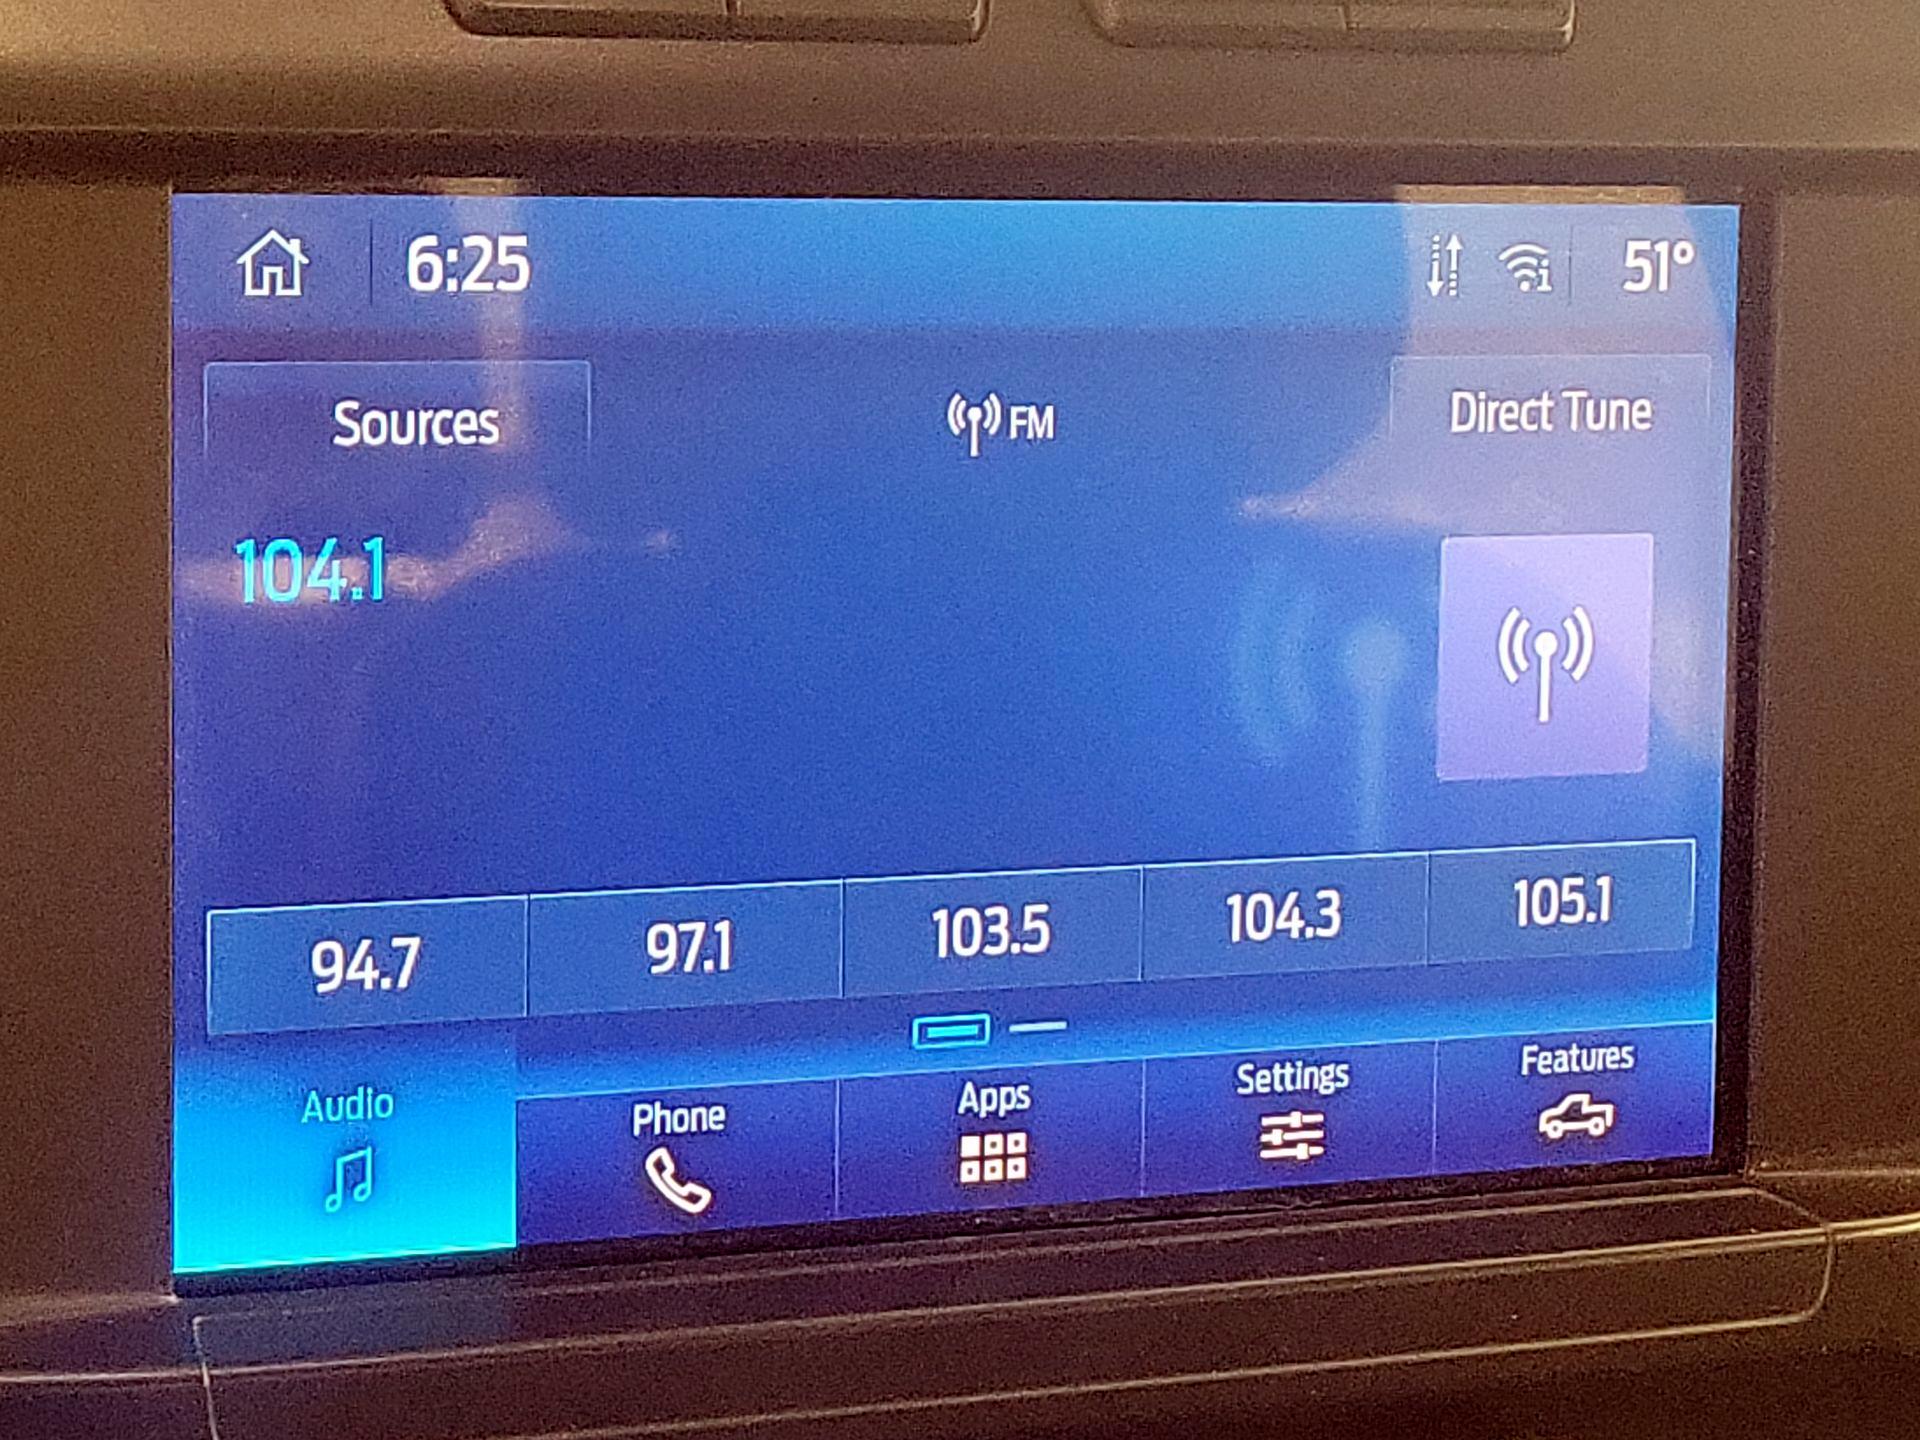 6:25
51°
Sources
FM
Direct Tune
104.1
94.7
97.1
103.5
104.3
105.1
Audio
Phone
Apps
Settings
Features